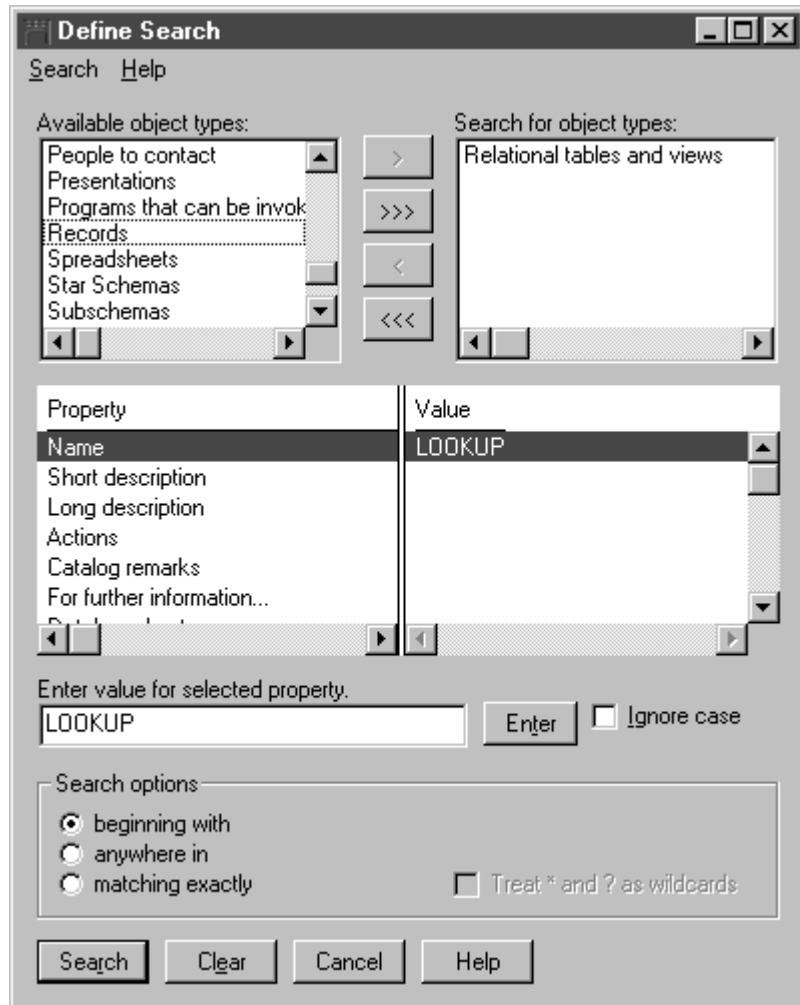 Define Search
Search Help
Available object types:
People to contact
Presentations
Programs that can be invok
Records
Spreadsheets
Star Schemas
Subschemas
>
>>>
<
<<<
Search for object types:
Relational tables and views
Property
Value
Name
LOOKUP
Short description
Long description
Actions
Catalog remarks
For further information...
Enter value for selected property.
LOOKUP
Enter
Ignore case
Search options
beginning with
anywhere in
matching exactly
Treat * and ? as wildcards
Search
Clear
Cancel
Help